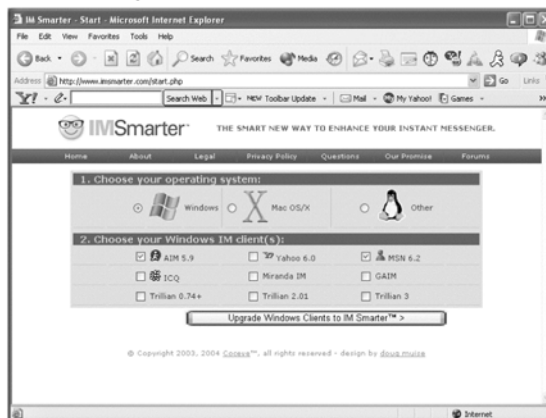 IM Smarter - Start - Microsoft Internet Explorer
File Edit View Favorites Tools Help
Back Search Favorites Media
Address http://www.imsmarter.com/start.php Go Links
Y! Search Web NEW Toolbar Update Mail My Yahoo! Games
IMSmarter™ THE SMART NEW WAY TO ENHANCE YOUR INSTANT MESSENGER.
Home About Legal Privacy Policy Questions Our Promise Forums
1. Choose your operating system:
Windows Mac OS/X Other
2. Choose your Windows IM client(s):
AIM 5.9 Yahoo 6.0 MSN 6.2
ICQ Miranda IM GAIM
Trillian 0.74+ Trillian 2.01 Trillian 3
Upgrade Windows Clients to IM Smarter™ >
© Copyright 2003, 2004 , all rights reserved - design by doug muise
Internet